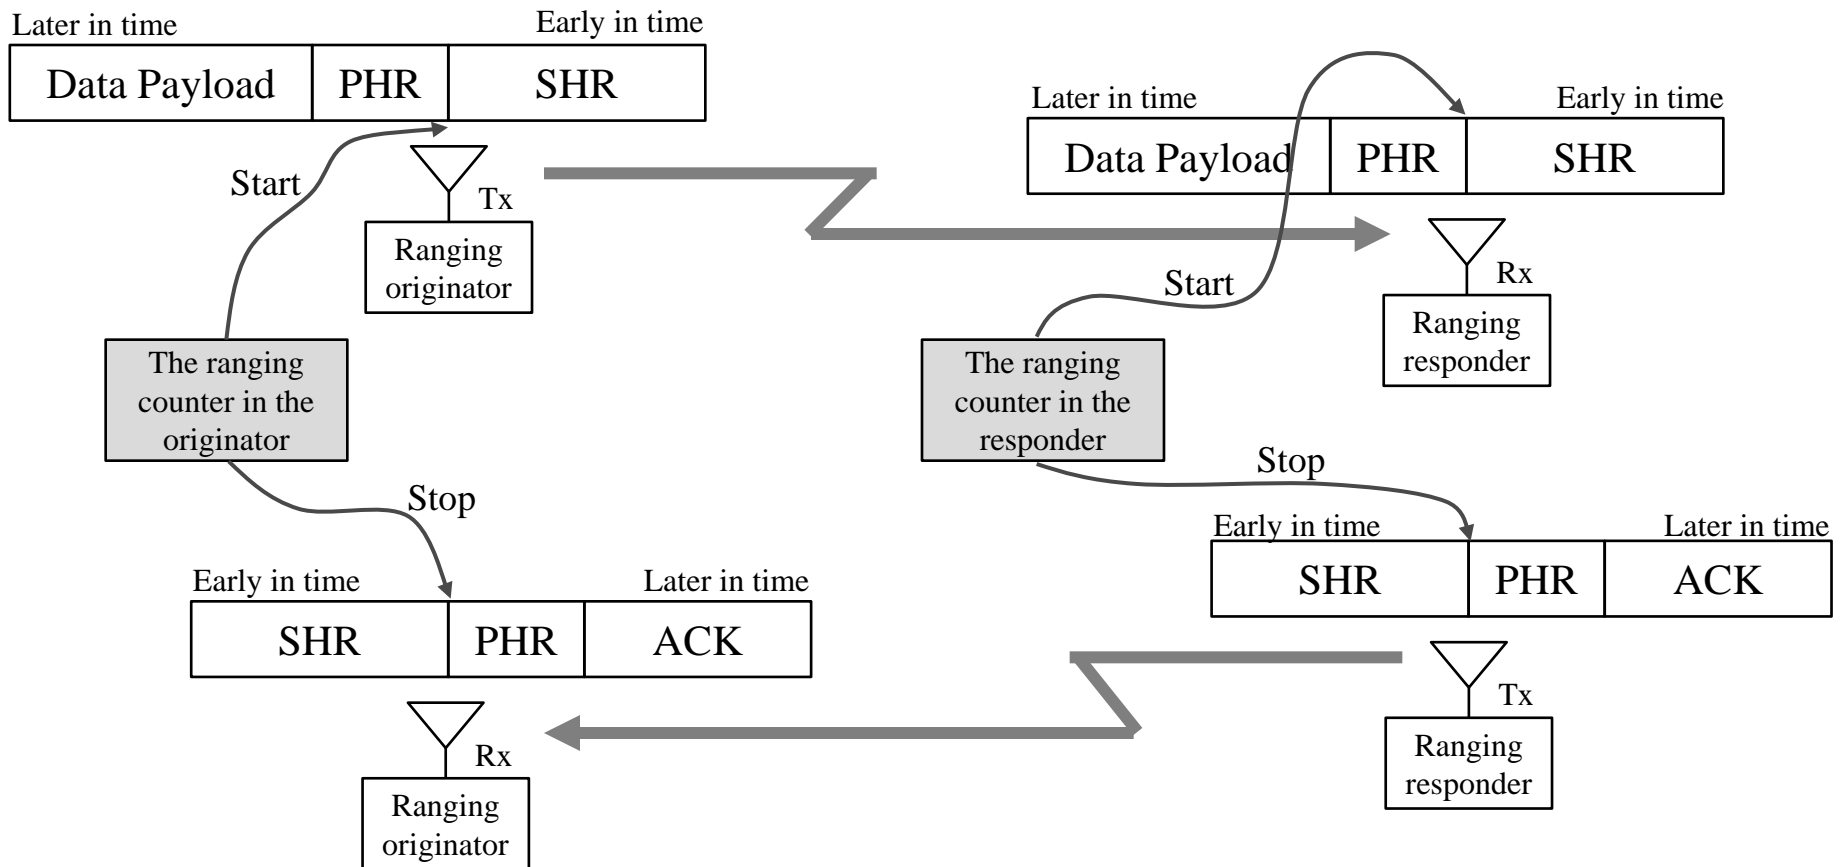 Later in time
Early in time
Data Payload
PHR
SHR
Start
Tx
Ranging
originator
The ranging
counter in the
originator
Stop
Early in time
Later in time
SHR
PHR
ACK
Rx
Ranging
originator
Later in time
Early in time
Data Payload
PHR
SHR
Start
Rx
Ranging
responder
The ranging
counter in the
responder
Stop
Early in time
Later in time
SHR
PHR
ACK
Tx
Ranging
responder